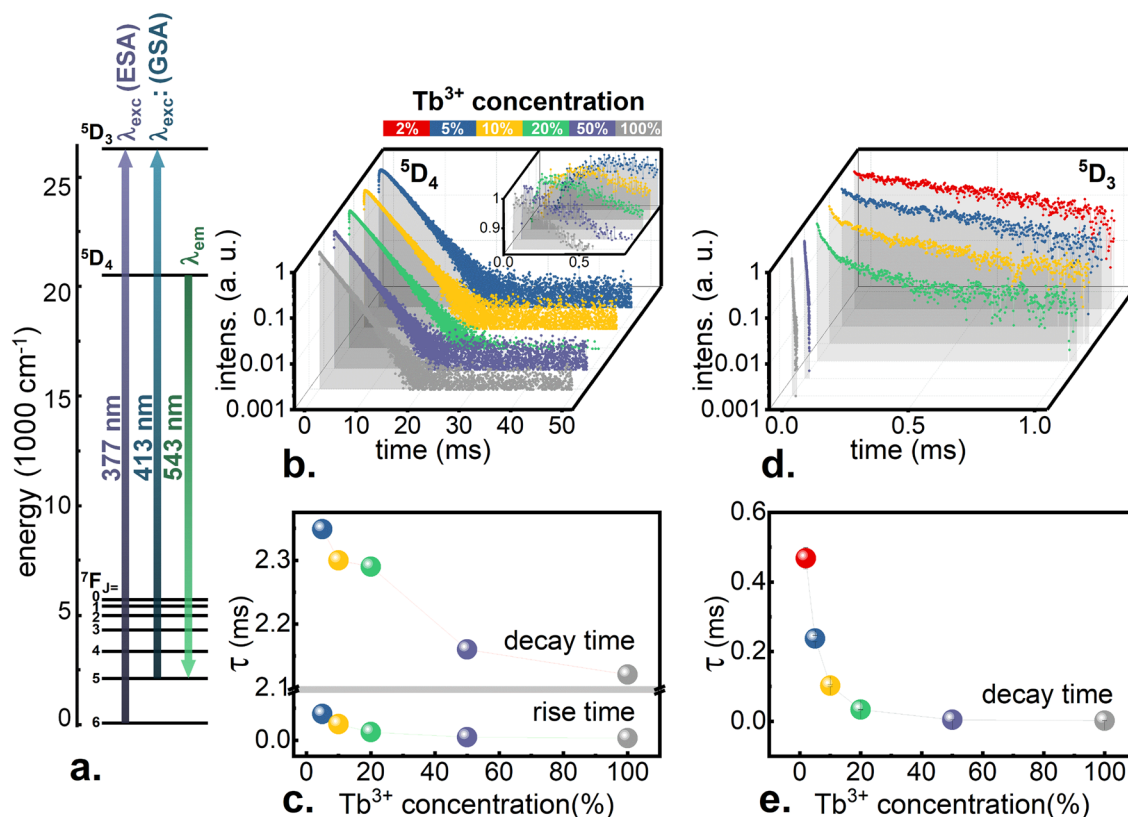 λexc (ESA)
λexc: (GSA)
⁵D₃
25
⁵D₄
λem
20
energy (1000 cm⁻¹)
15
377 nm
413 nm
543 nm
10
⁷F J=
0
1
5
2
3
4
5
0
6
a.
Tb³⁺ concentration
2% 5% 10% 20% 50% 100%
⁵D₄
1
0.9
0.0 0.5
intens. (a. u.)
1
0.1
0.01
0.001
0 10 20 30 40 50
time (ms)
b.
⁵D₃
intens. (a. u.)
1
0.1
0.01
0.001
0.0 0.5 1.0
time (ms)
d.
τ (ms)
2.3
2.2
2.1
0.0
decay time
rise time
0 20 40 60 80 100
Tb³⁺ concentration(%)
c.
τ (ms)
0.6
0.4
0.2
0.0
decay time
0 20 40 60 80 100
Tb³⁺ concentration(%)
e.